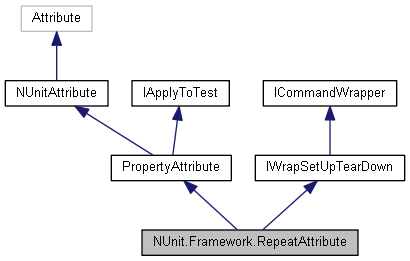 Attribute
NUnitAttribute
IApplyToTest
ICommandWrapper
PropertyAttribute
IWrapSetUpTearDown
NUnit.Framework.RepeatAttribute